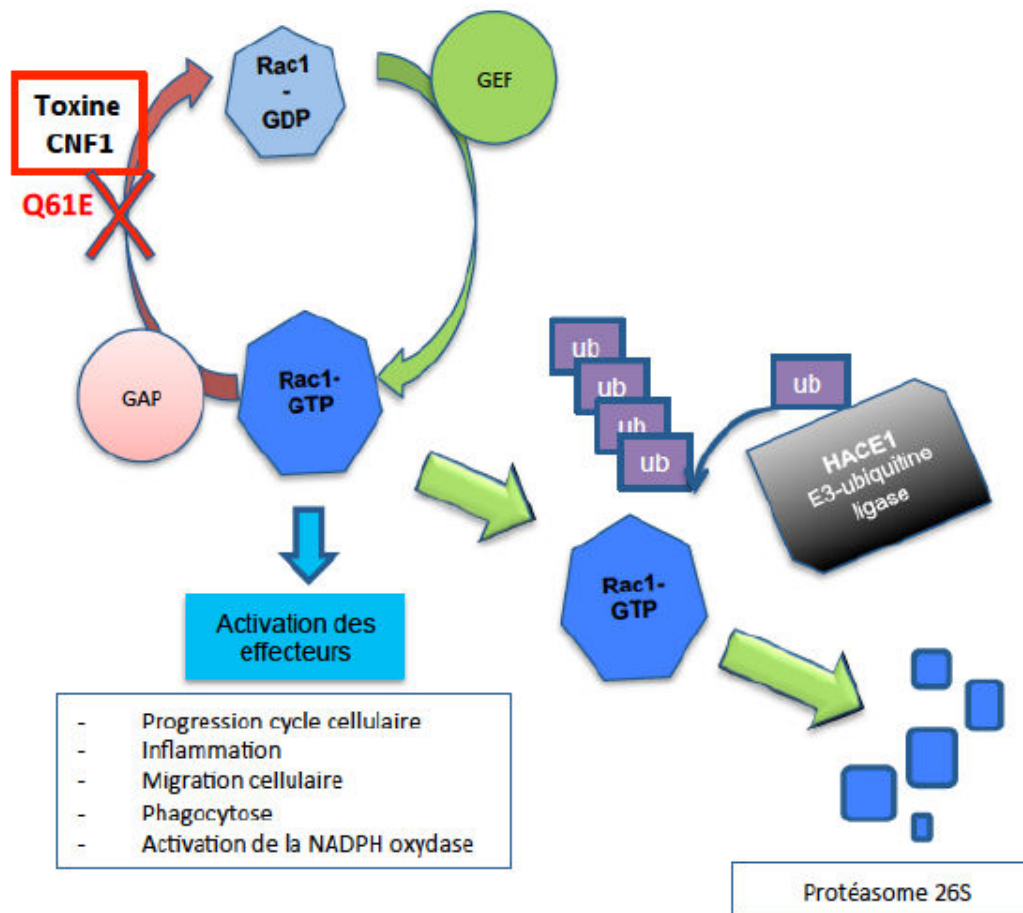 Rac1
-
GDP
GEF
Toxine
CNF1
Q61E
GAP
Rac1-
GTP
ub
ub
ub
ub
ub
HACE1
E3-ubiquitine
ligase
Rac1-
GTP
Activation des
effecteurs
- Progression cycle cellulaire
- Inflammation
- Migration cellulaire
- Phagocytose
- Activation de la NADPH oxydase
Protéasome 26S